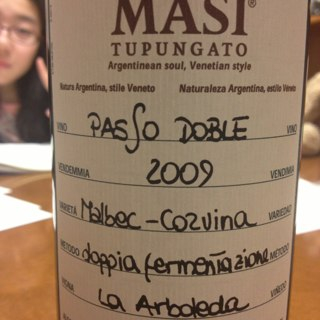 MASI®
TUPUNGATO
Argentinean soul, Venetian style
Natura Argentina, stile Veneto Naturaleza Argentina, estilo Veneto
VINO PASSO DOBLE VINO
VENDEMMIA 2009
VARIETÀ Malbec - Corvina VARIEDAD
METODO doppia fermentazione METODO
La Arboleda VIÑEDO